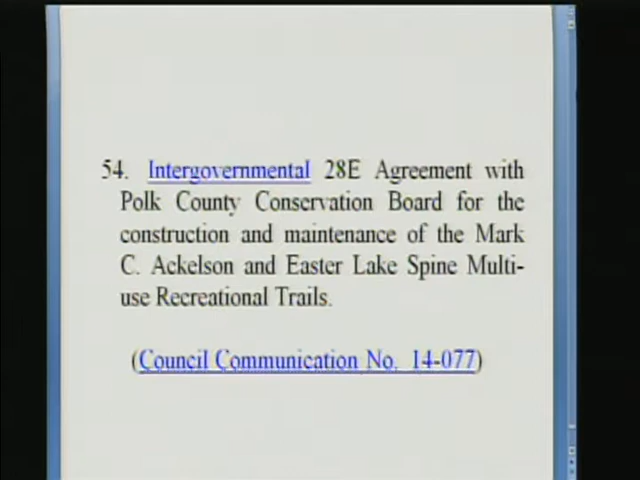 54. Intergovernmental 28E Agreement with
Polk County Conservation Board for the
construction and maintenance of the Mark
C. Ackelson and Easter Lake Spine Multi-
use Recreational Trails.
(Council Communication No. 14-077)